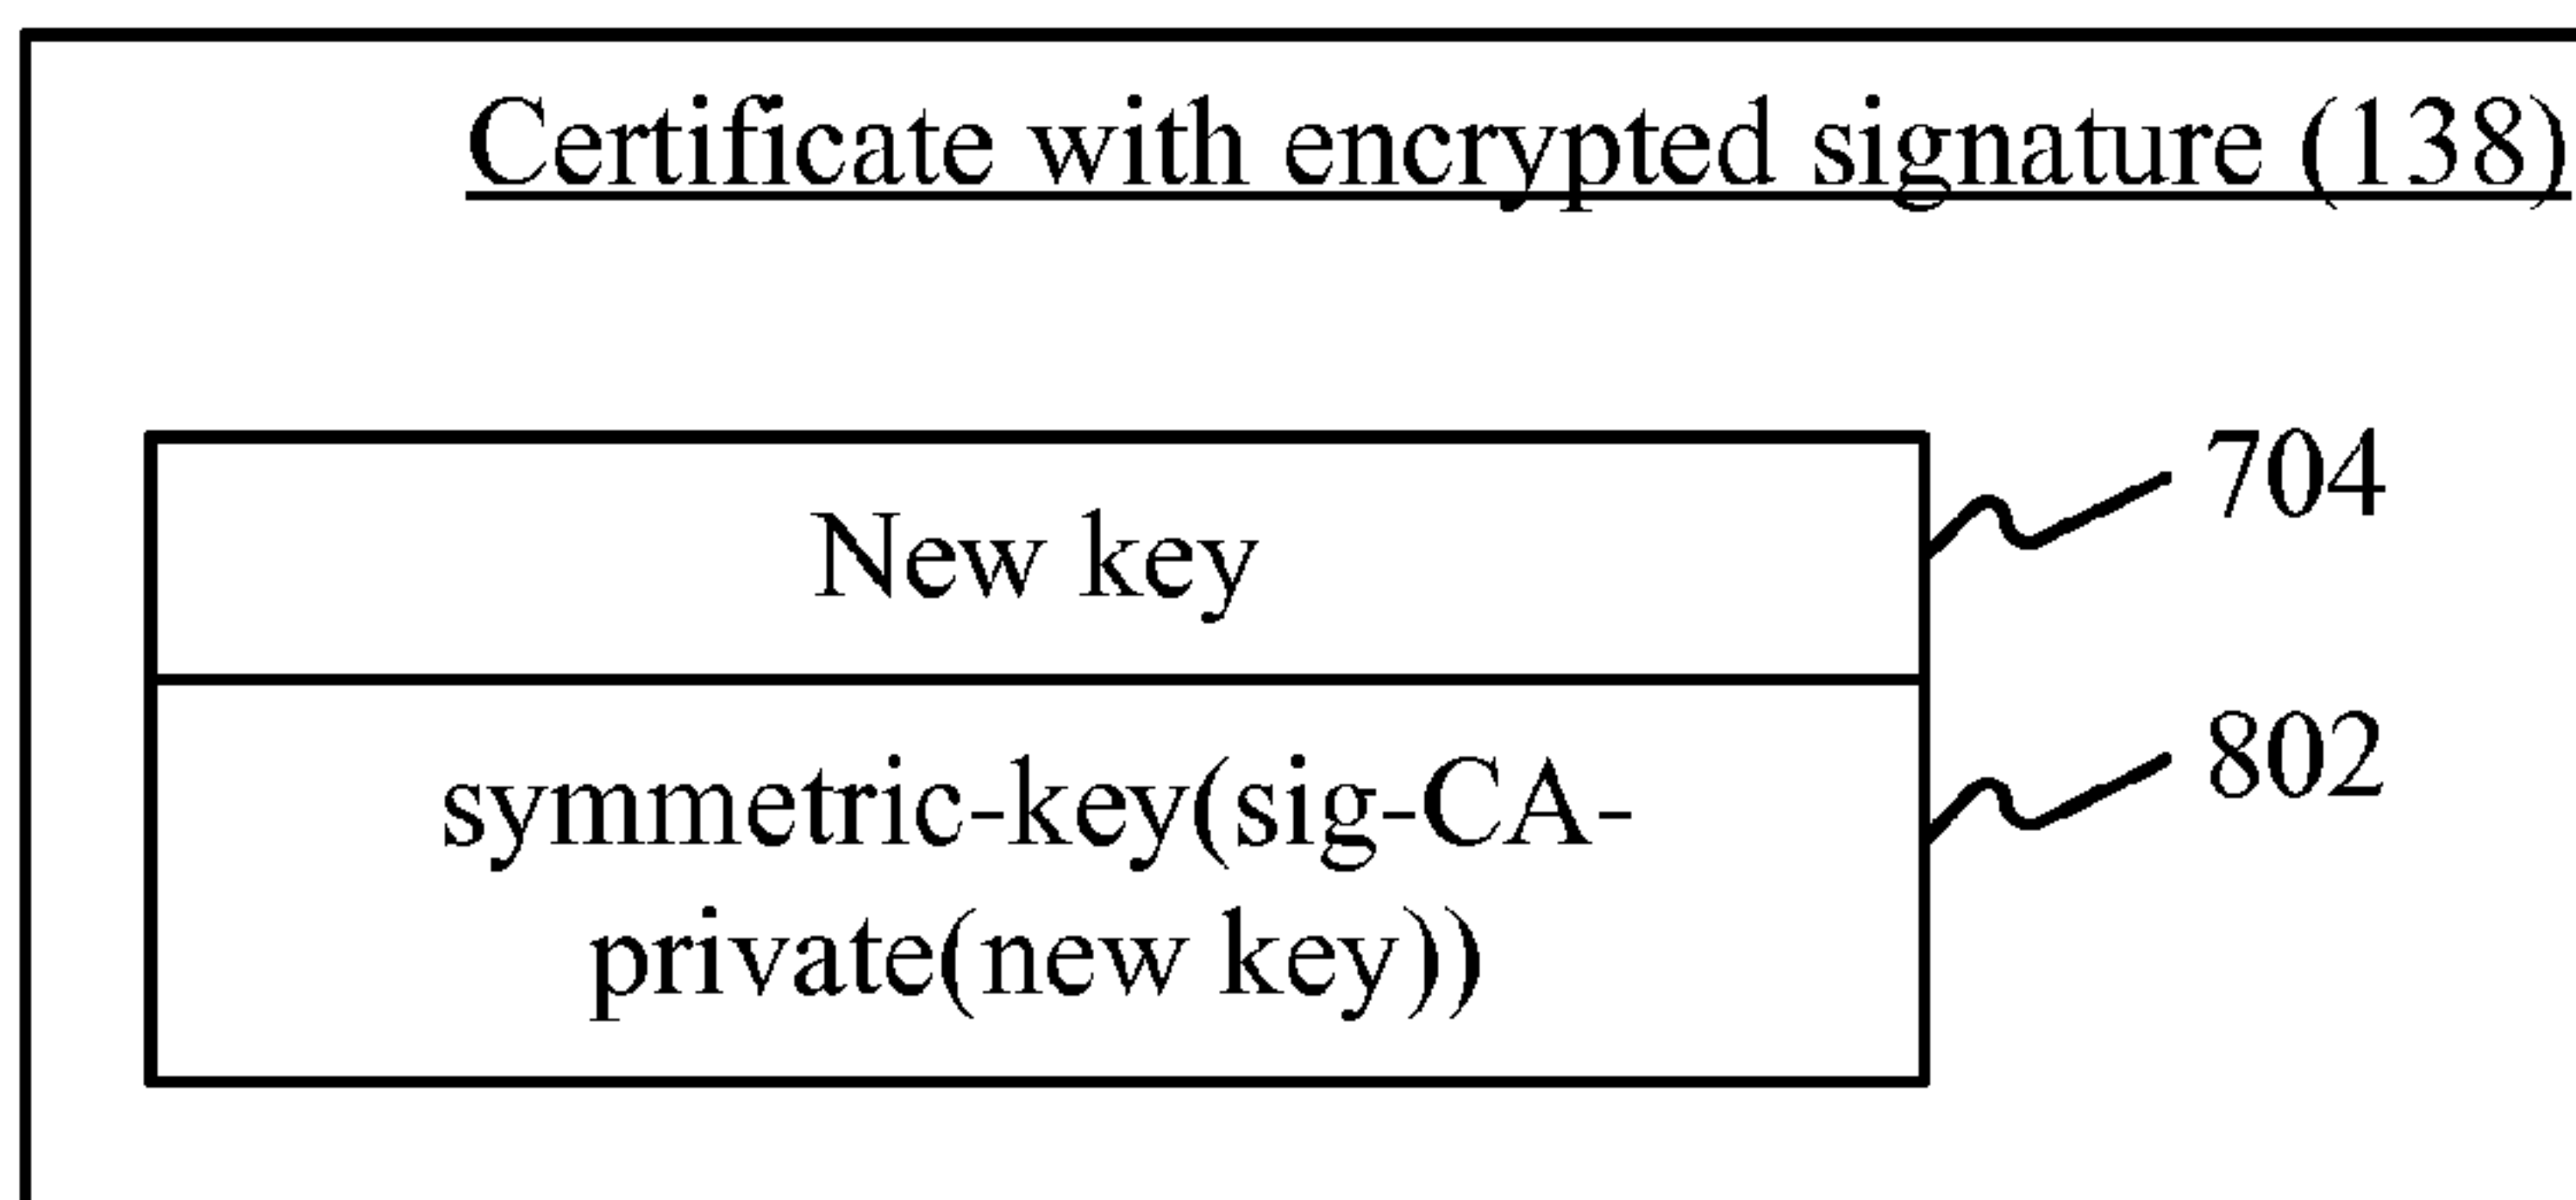 Certificate with encrypted signature (138)
704
New key
802
symmetric-key(sig-CA-
private(new key))